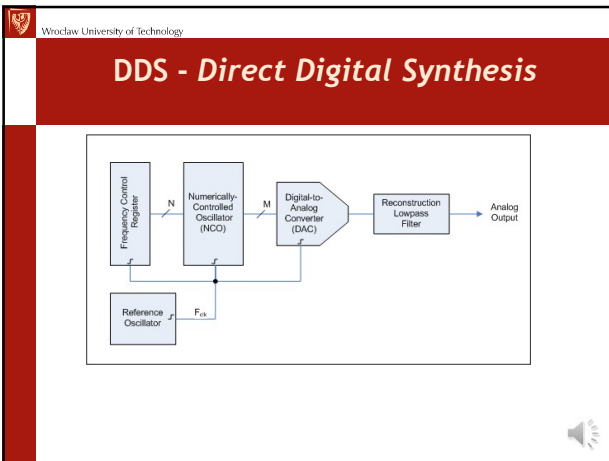 Wrocław University of Technology
DDS - Direct Digital Synthesis
Frequency Control
Register
N
Numerically-
Controlled
Oscillator
(NCO)
M
Digital-to-
Analog
Converter
(DAC)
Reconstruction
Lowpass
Filter
Analog
Output
Reference
Oscillator
Fclk